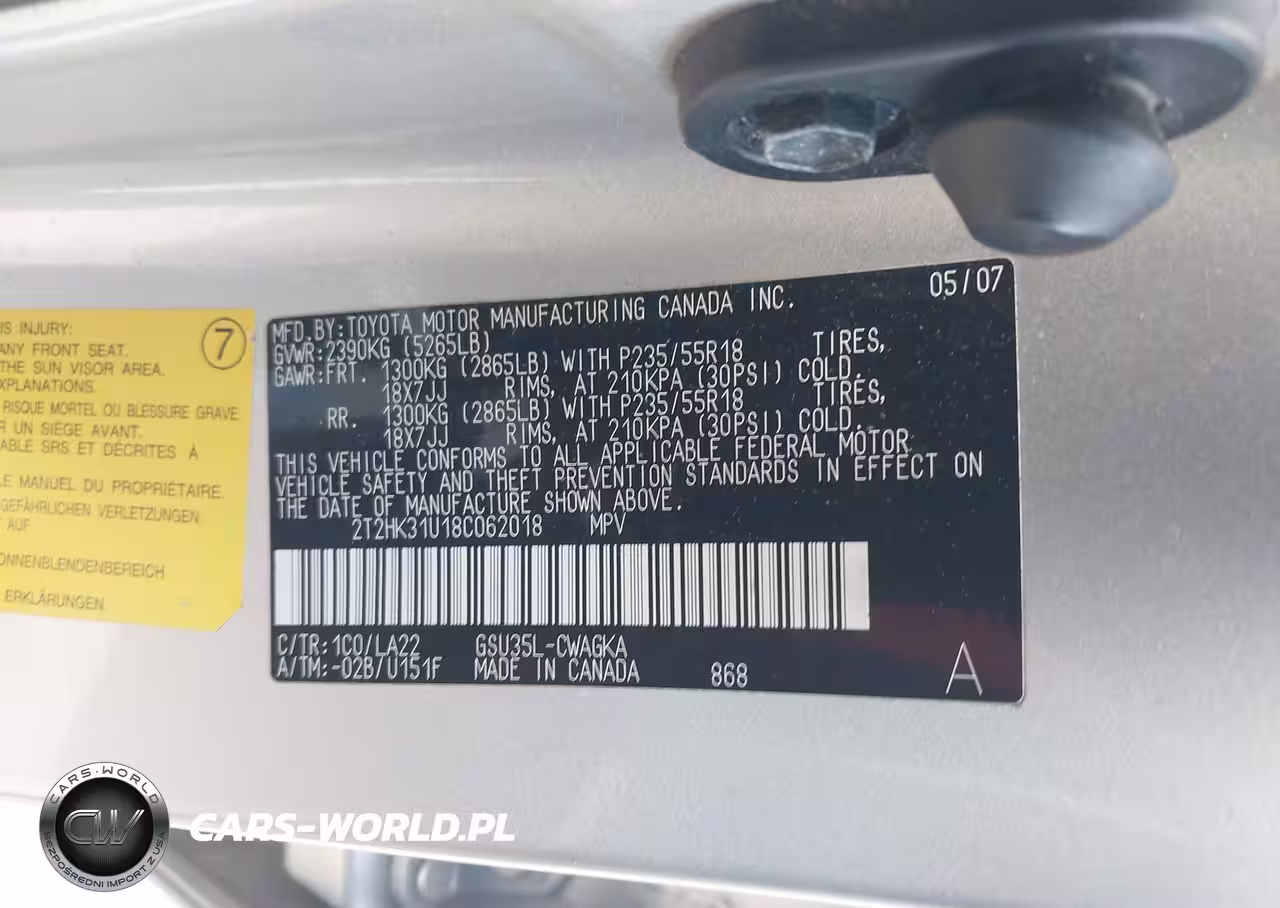 US INJURY:
ANY FRONT SEAT.
THE SUN VISOR AREA.
EXPLANATIONS.
RISQUE MORTEL OU BLESSURE GRAVE.
R UN SIÈGE AVANT.
ABLE SRS ET DÉCRITES À
LE MANUEL DU PROPRIÉTAIRE.
GEFÄHRLICHEN VERLETZUNGEN
AUF
ONNENBLENDENBEREICH
ERKLÄRUNGEN.
7
05/07
MFD.BY:TOYOTA MOTOR MANUFACTURING CANADA INC.
GVWR:2390KG (5265LB)
GAWR:FRT. 1300KG (2865LB) WITH P235/55R18 TIRES,
18X7JJ RIMS, AT 210KPA (30PSI) COLD.
RR. 1300KG (2865LB) WITH P235/55R18 TIRES,
18X7JJ RIMS, AT 210KPA (30PSI) COLD.
THIS VEHICLE CONFORMS TO ALL APPLICABLE FEDERAL MOTOR
VEHICLE SAFETY AND THEFT PREVENTION STANDARDS IN EFFECT ON
THE DATE OF MANUFACTURE SHOWN ABOVE.
2T2HK31U18C062018 MPV
C/TR:1C0/LA22 GSU35L-CWAGKA
A/TM:-02B/U151F MADE IN CANADA 868
A
CARS-WORLD
CW
BEZPOŚREDNI IMPORT Z USA
CARS-WORLD.PL